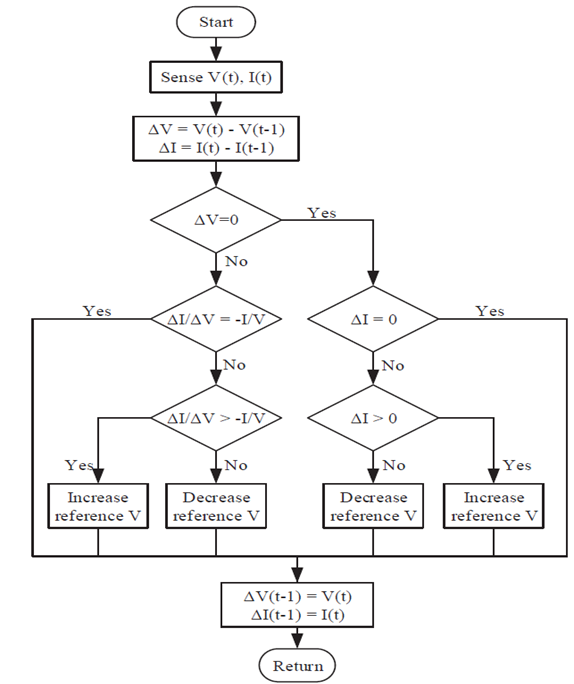 Start
Sense V(t), I(t)
ΔV = V(t) - V(t-1)
ΔI = I(t) - I(t-1)
ΔV=0
Yes
No
Yes
ΔI/ΔV = -I/V
ΔI = 0
Yes
No
No
ΔI/ΔV > -I/V
ΔI > 0
Yes
No
No
Yes
Increase
reference V
Decrease
reference V
Decrease
reference V
Increase
reference V
ΔV(t-1) = V(t)
ΔI(t-1) = I(t)
Return